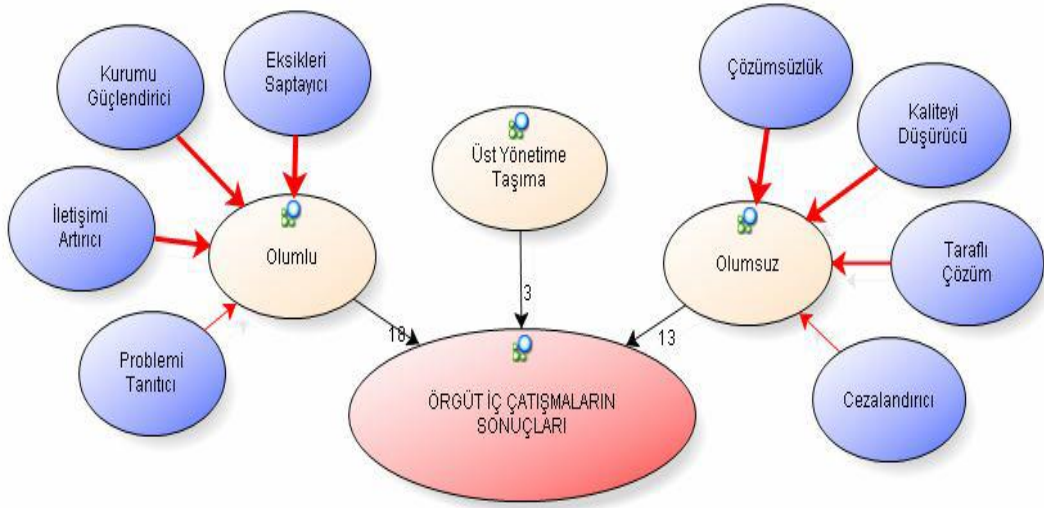 Kurumu
Güçlendirici
Eksikleri
Saptayıcı
Çözümsüzlük
Kaliteyi
Düşürücü
Üst Yönetime
Taşıma
İletişimi
Artırıcı
Olumlu
Olumsuz
Taraflı
Çözüm
3
18
13
Problemi
Tanıtıcı
Cezalandırıcı
ÖRGÜT İÇ ÇATIŞMALARIN
SONUÇLARI